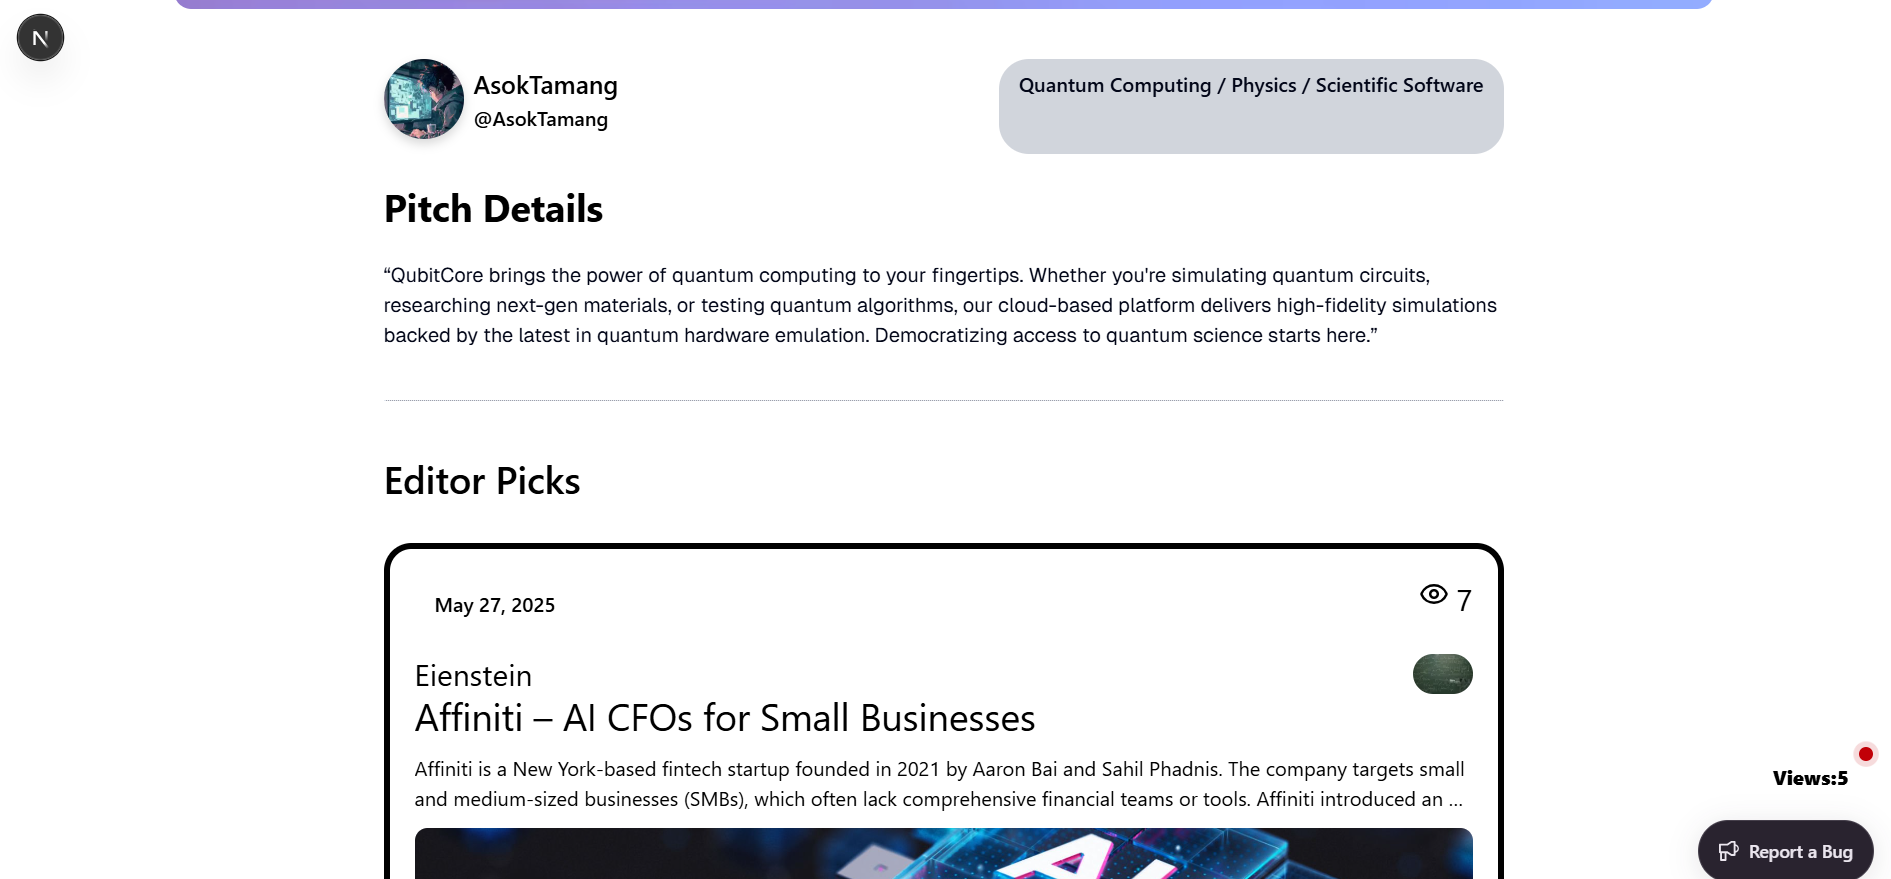 N
AsokTamang
@AsokTamang
Quantum Computing / Physics / Scientific Software
Pitch Details
“QubitCore brings the power of quantum computing to your fingertips. Whether you're simulating quantum circuits,
researching next-gen materials, or testing quantum algorithms, our cloud-based platform delivers high-fidelity simulations
backed by the latest in quantum hardware emulation. Democratizing access to quantum science starts here.”
Editor Picks
May 27, 2025
7
Eienstein
Affiniti – AI CFOs for Small Businesses
Affiniti is a New York-based fintech startup founded in 2021 by Aaron Bai and Sahil Phadnis. The company targets small
and medium-sized businesses (SMBs), which often lack comprehensive financial teams or tools. Affiniti introduced an ...
AI
Views:5
Report a Bug